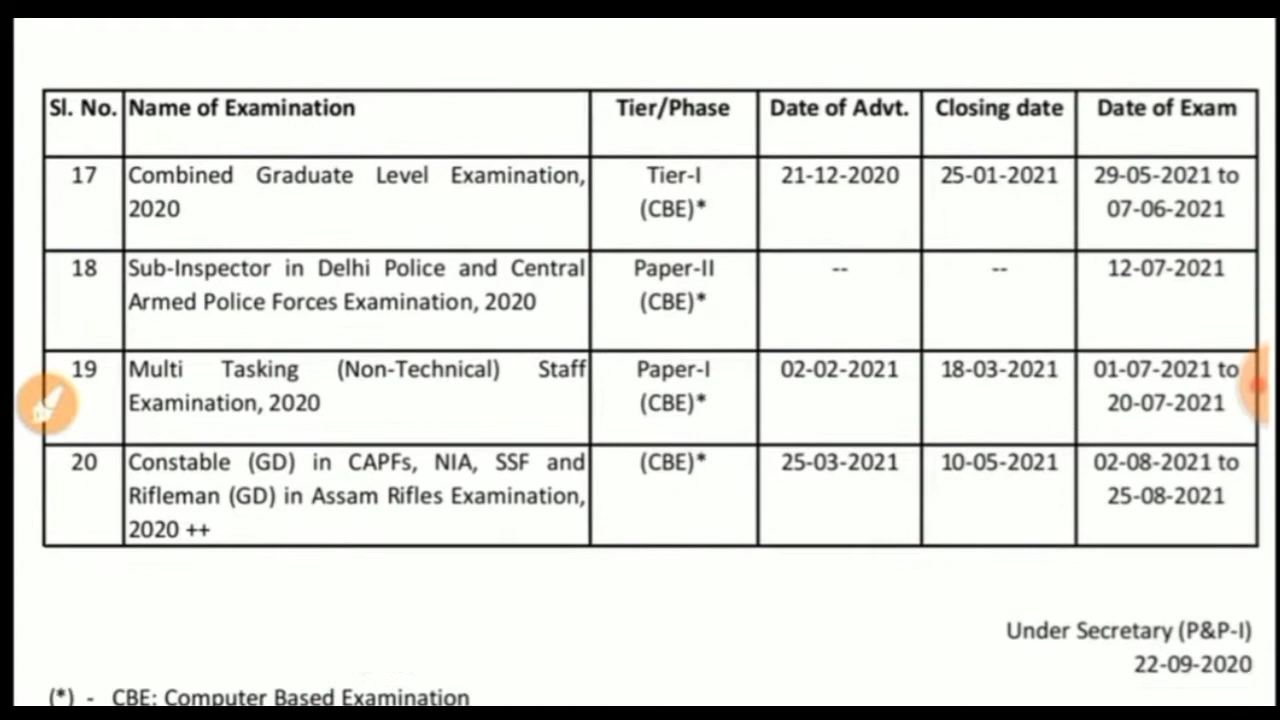 Sl. No. Name of Examination Tier/Phase Date of Advt. Closing date Date of Exam
17 Combined Graduate Level Examination, Tier-I 21-12-2020 25-01-2021 29-05-2021 to
2020 (CBE)* 07-06-2021
18 Sub-Inspector in Delhi Police and Central Paper-II -- -- 12-07-2021
Armed Police Forces Examination, 2020 (CBE)*
19 Multi Tasking (Non-Technical) Staff Paper-I 02-02-2021 18-03-2021 01-07-2021 to
Examination, 2020 (CBE)* 20-07-2021
20 Constable (GD) in CAPFs, NIA, SSF and (CBE)* 25-03-2021 10-05-2021 02-08-2021 to
Rifleman (GD) in Assam Rifles Examination, 25-08-2021
2020 ++
Under Secretary (P&P-I)
22-09-2020
(*) - CBE: Computer Based Examination